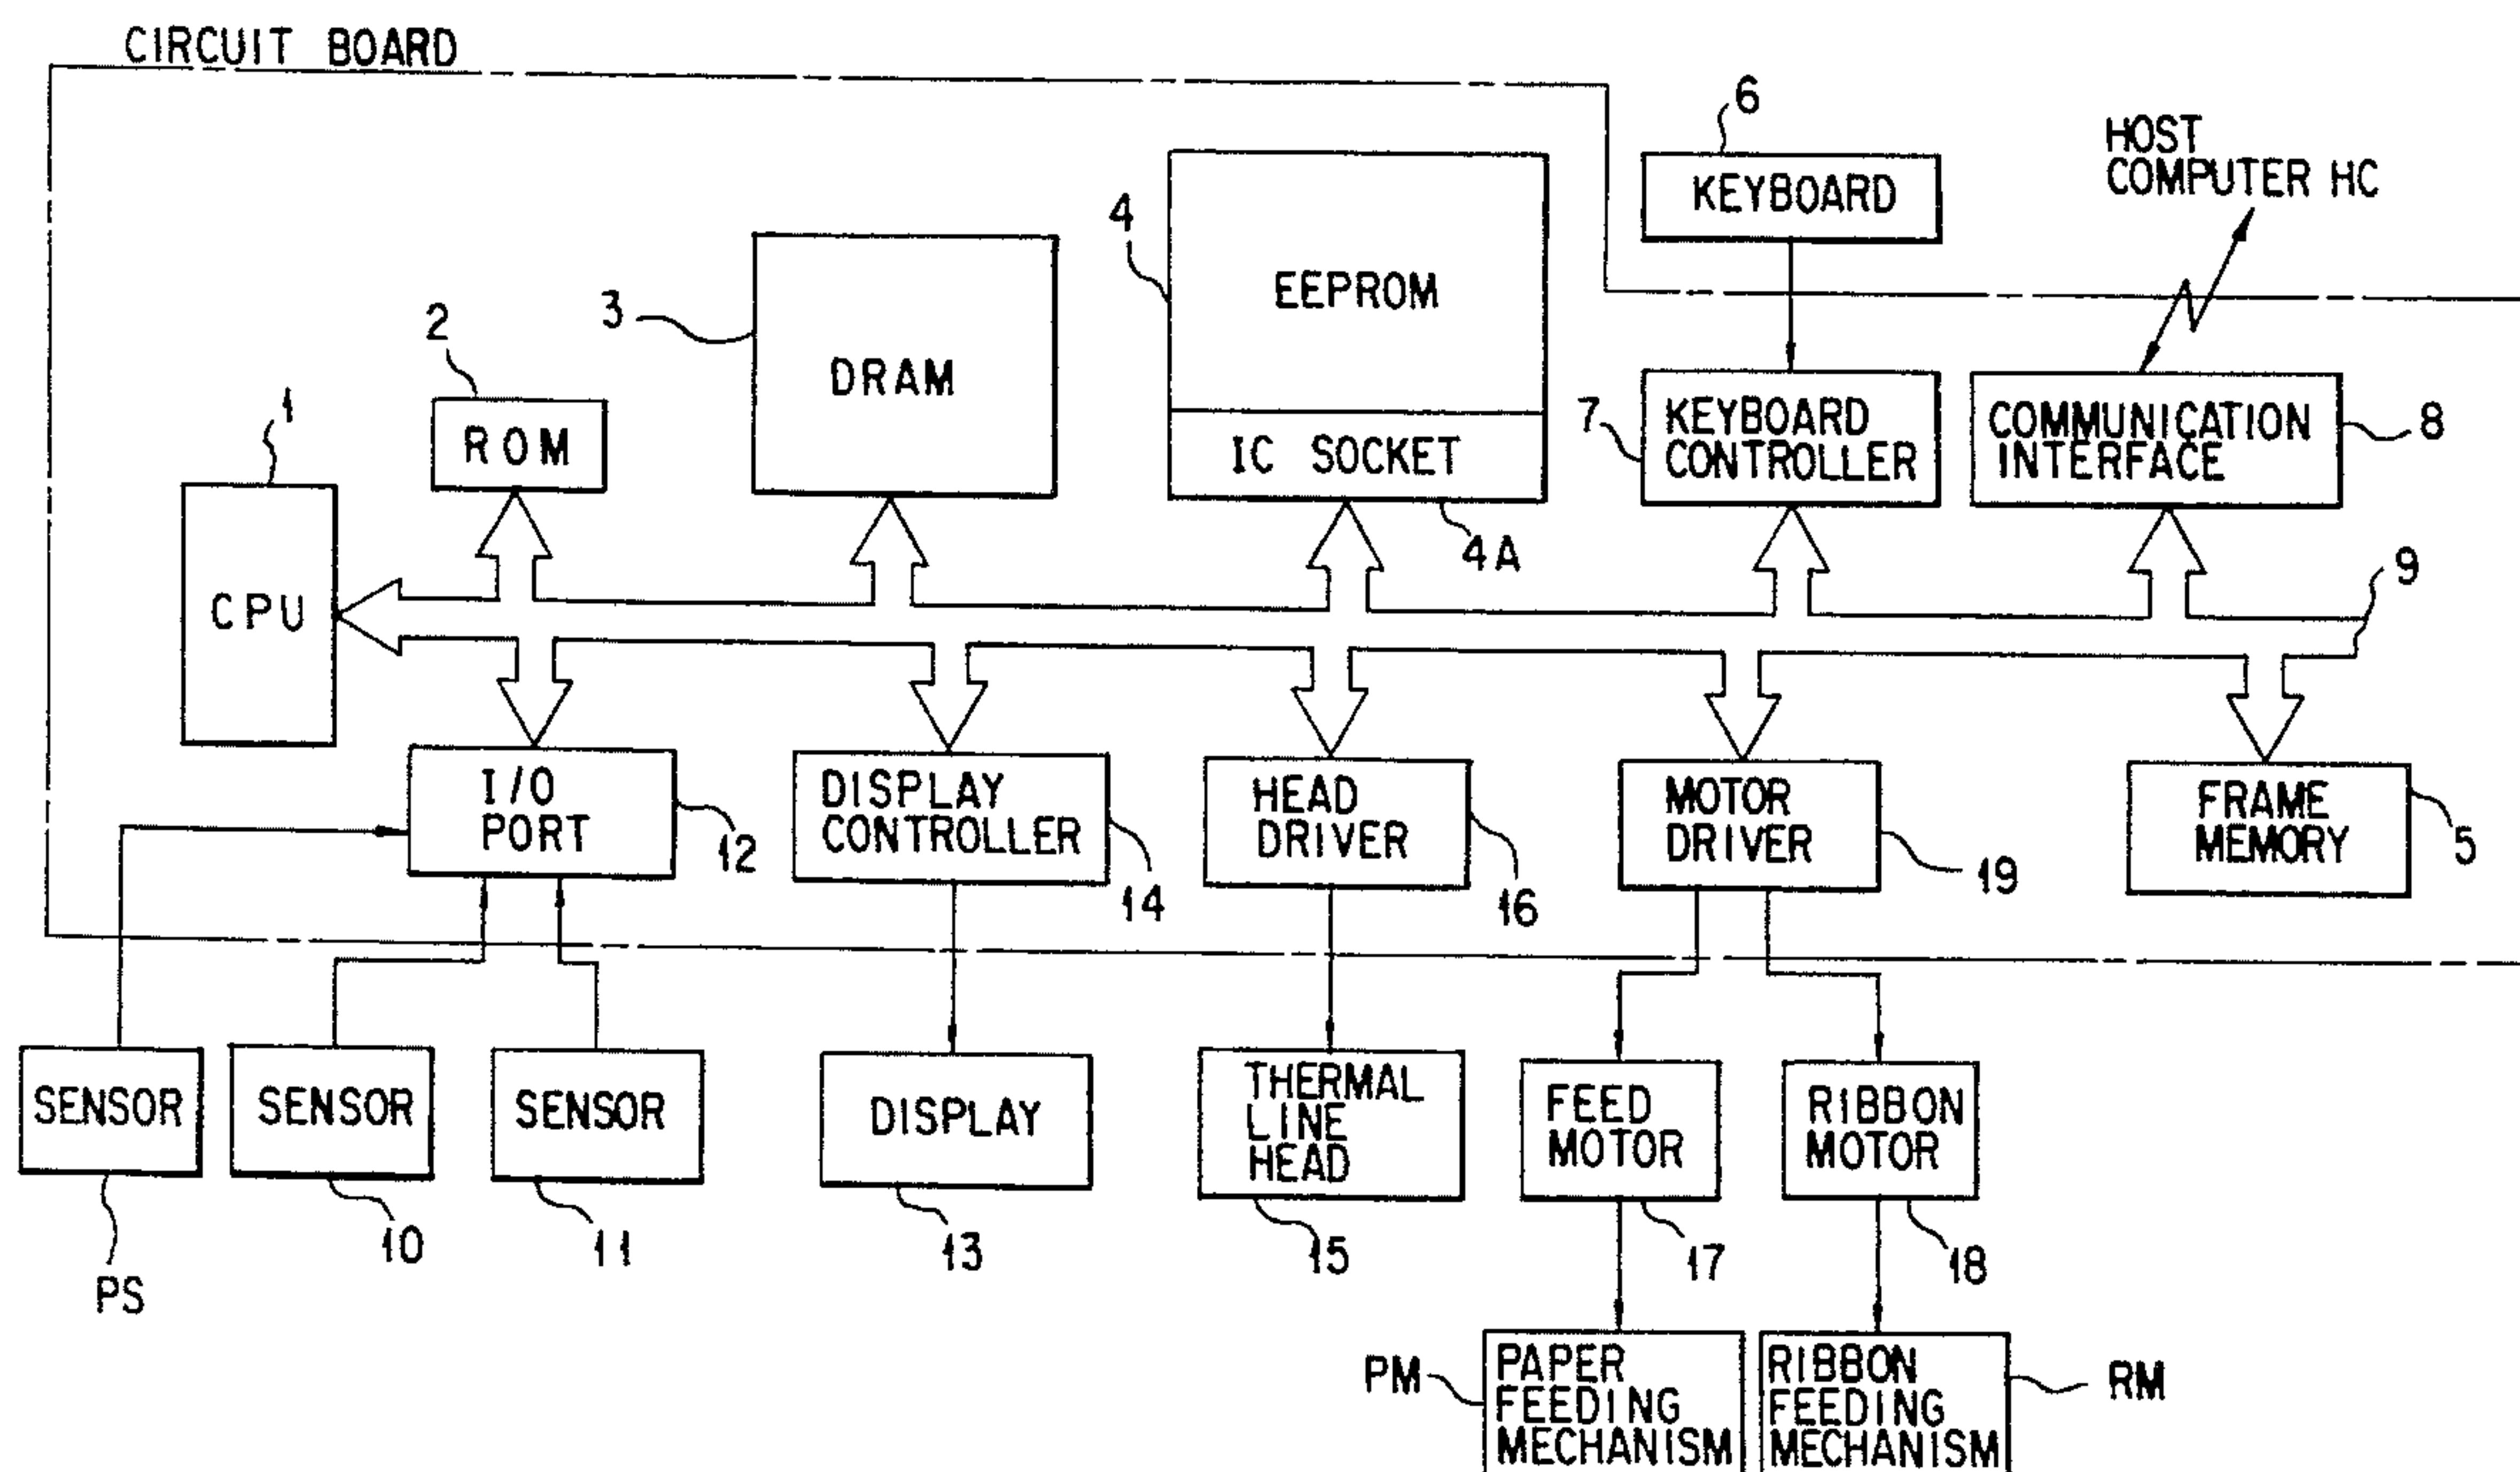 CIRCUIT BOARD
6
HOST
COMPUTER HC
KEYBOARD
4
EEPROM
3
2
DRAM
1
ROM
IC SOCKET
7
KEYBOARD
CONTROLLER
COMMUNICATION
INTERFACE
8
4A
9
CPU
I/O
PORT
12
DISPLAY
CONTROLLER
14
HEAD
DRIVER
16
MOTOR
DRIVER
19
FRAME
MEMORY
5
SENSOR
SENSOR
SENSOR
DISPLAY
THERMAL
LINE
HEAD
FEED
MOTOR
RIBBON
MOTOR
PS
10
11
13
15
17
18
PM
PAPER
FEEDING
MECHANISM
RIBBON
FEEDING
MECHANISM
RM